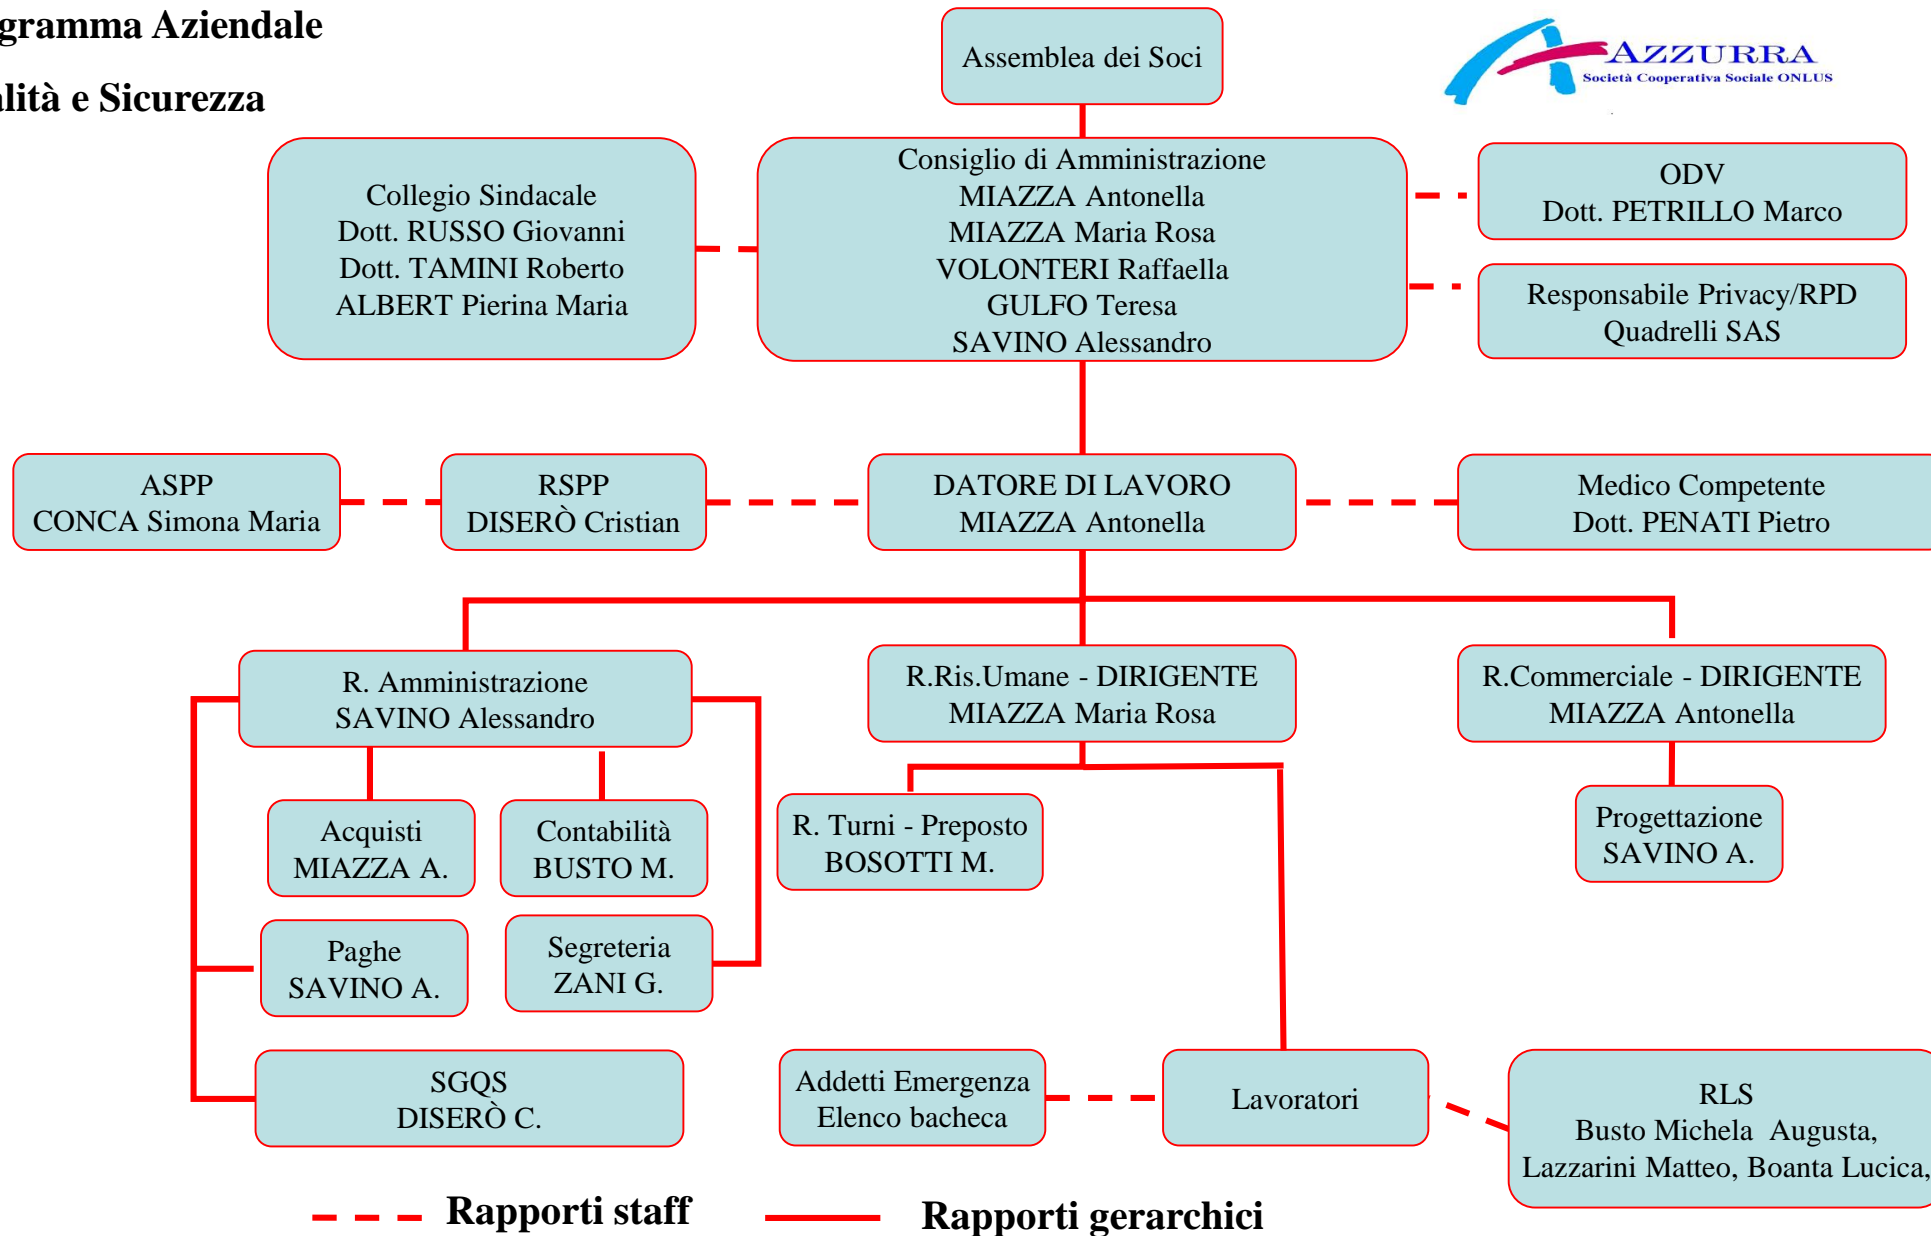 gramma Aziendale
alità e Sicurezza
Assemblea dei Soci
AZZURRA
Società Cooperativa Sociale ONLUS
Collegio Sindacale
Dott. RUSSO Giovanni
Dott. TAMINI Roberto
ALBERT Pierina Maria
Consiglio di Amministrazione
MIAZZA Antonella
MIAZZA Maria Rosa
VOLONTERI Raffaella
GULFO Teresa
SAVINO Alessandro
ODV
Dott. PETRILLO Marco
Responsabile Privacy/RPD
Quadrelli SAS
ASPP
CONCA Simona Maria
RSPP
DISERÒ Cristian
DATORE DI LAVORO
MIAZZA Antonella
Medico Competente
Dott. PENATI Pietro
R. Amministrazione
SAVINO Alessandro
R.Ris.Umane - DIRIGENTE
MIAZZA Maria Rosa
R.Commerciale - DIRIGENTE
MIAZZA Antonella
Acquisti
MIAZZA A.
Contabilità
BUSTO M.
R. Turni - Preposto
BOSOTTI M.
Progettazione
SAVINO A.
Paghe
SAVINO A.
Segreteria
ZANI G.
SGQS
DISERÒ C.
Addetti Emergenza
Elenco bacheca
Lavoratori
RLS
Busto Michela Augusta,
Lazzarini Matteo, Boanta Lucica,
Rapporti staff
Rapporti gerarchici